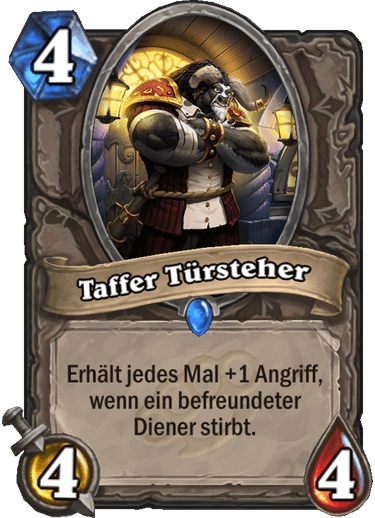 4
Taffer Türsteher
Erhält jedes Mal +1 Angriff,
wenn ein befreundeter
Diener stirbt.
4
4